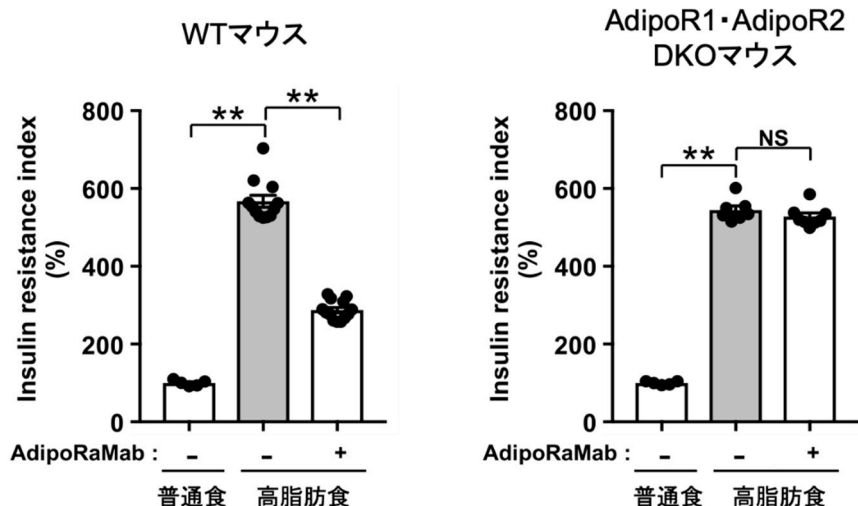 WTマウス
**
**
800
600
400
200
0
Insulin resistance index
(%)
AdipoRaMab :
-
-
+
普通食
高脂肪食
AdipoR1・AdipoR2
DKOマウス
**
NS
800
600
400
200
0
Insulin resistance index
(%)
AdipoRaMab :
-
-
+
普通食
高脂肪食